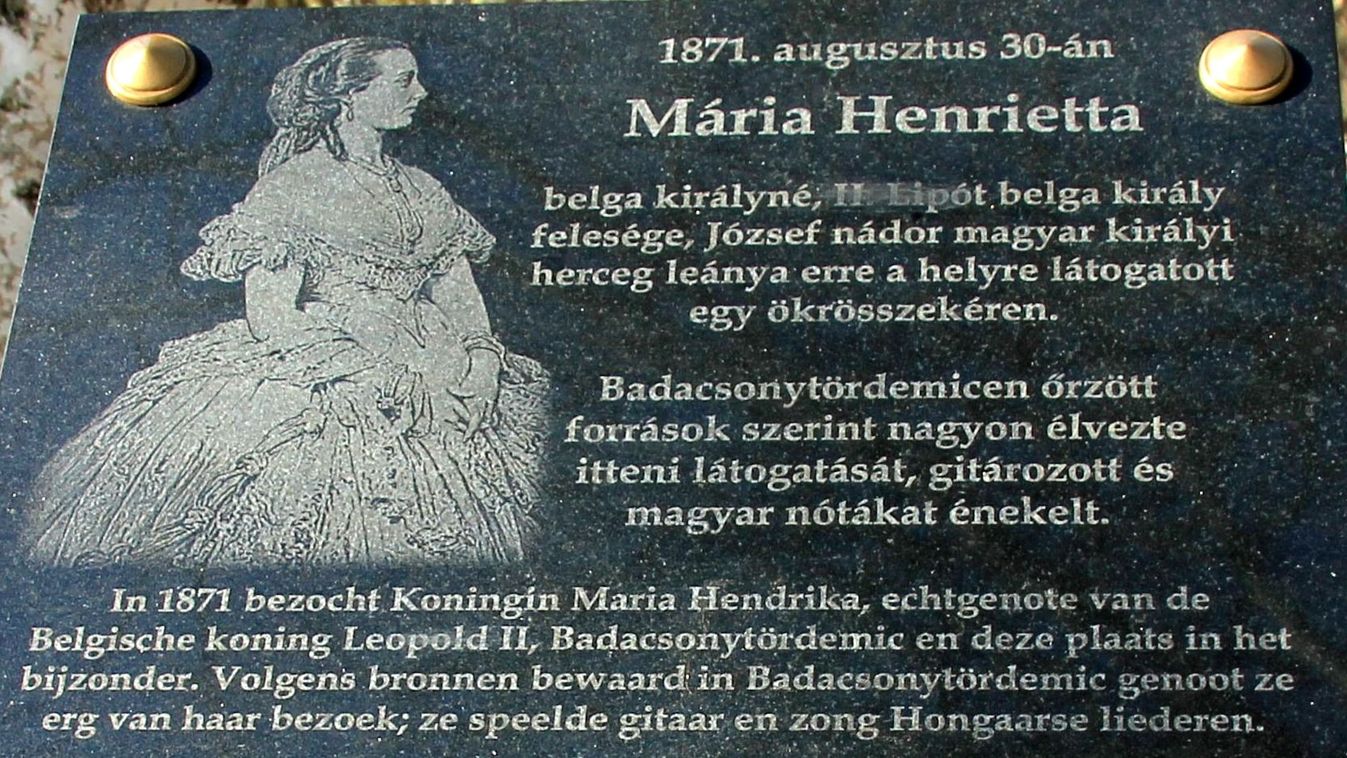 1871. augusztus 30-án
Mária Henrietta
belga királyné, II. Lipót belga király
felesége, József nádor magyar királyi
herceg leánya erre a helyre látogatott
egy ökrösszekéren.
Badacsonytördemicen őrzött
források szerint nagyon élvezte
itteni látogatását, gitározott és
magyar nótákat énekelt.
In 1871 bezocht Koningin Maria Hendrika, echtgenote van de
Belgische koning Leopold II, Badacsonytördemic en deze plaats in het
bijzonder. Volgens bronnen bewaard in Badacsonytördemic genoot ze
erg van haar bezoek; ze speelde gitaar en zong Hongaarse liederen.